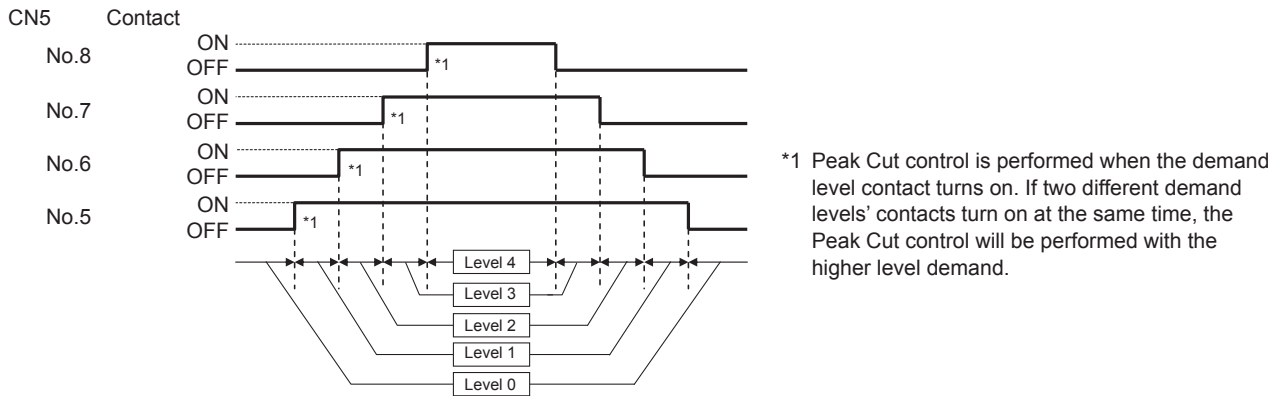 CN5 Contact
No.8 ON
OFF *1
No.7 ON
OFF *1
No.6 ON
OFF *1
No.5 ON
OFF *1
Level 4
Level 3
Level 2
Level 1
Level 0
*1 Peak Cut control is performed when the demand
level contact turns on. If two different demand
levels’ contacts turn on at the same time, the
Peak Cut control will be performed with the
higher level demand.